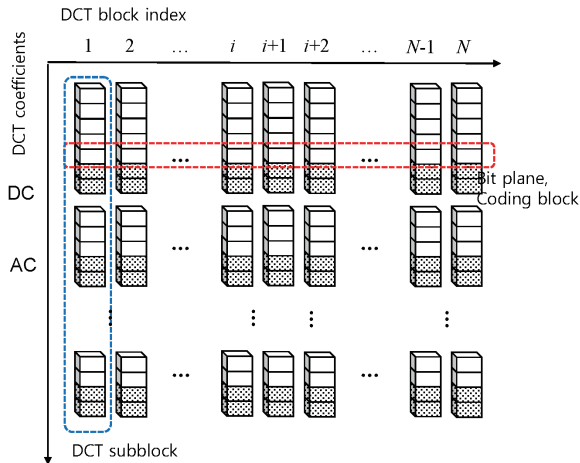 DCT block index
1 2 ... i i+1 i+2 ... N-1 N
DCT coefficients
... ...
Bit plane,
Coding block
DC
... ...
AC
... ...
DCT subblock